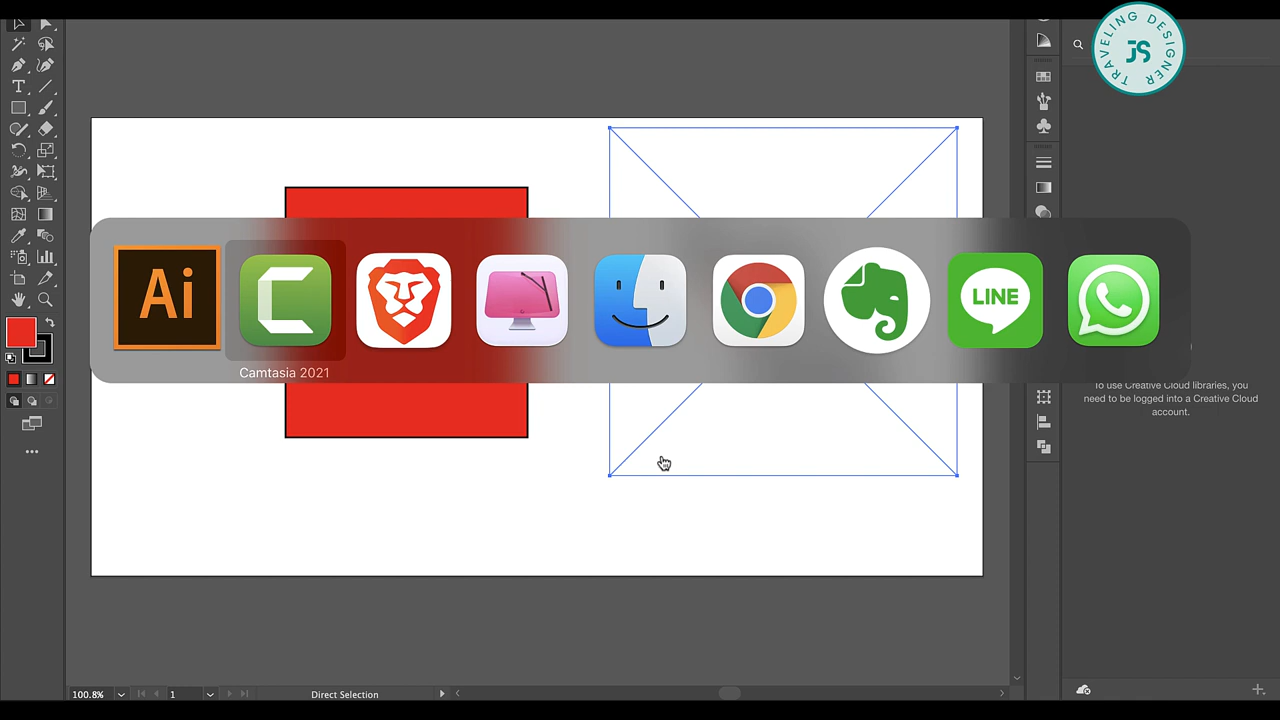 TRAVELING DESIGNER
JS
T
Ai
LINE
Camtasia 2021
To use Creative Cloud libraries, you
need to be logged into a Creative Cloud
account.
100.8%
1
Direct Selection